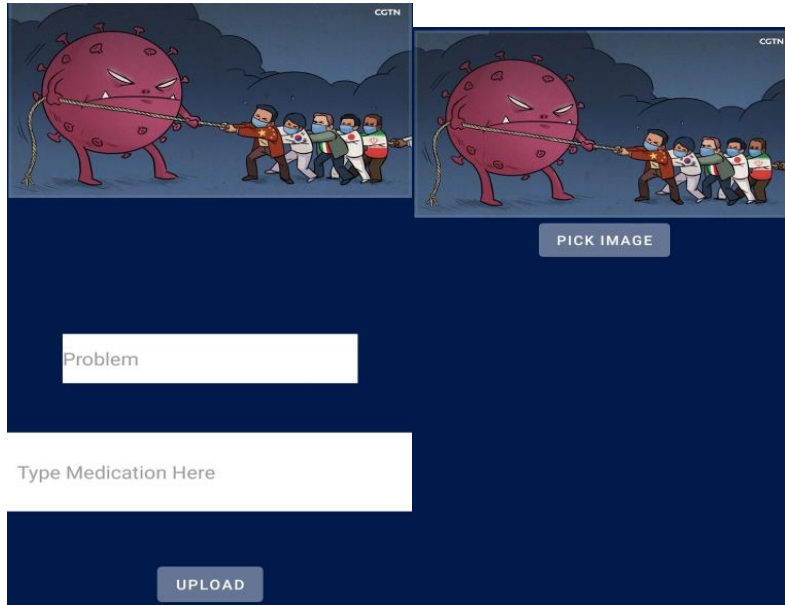 CGTN
Problem
Type Medication Here
UPLOAD
CGTN
PICK IMAGE